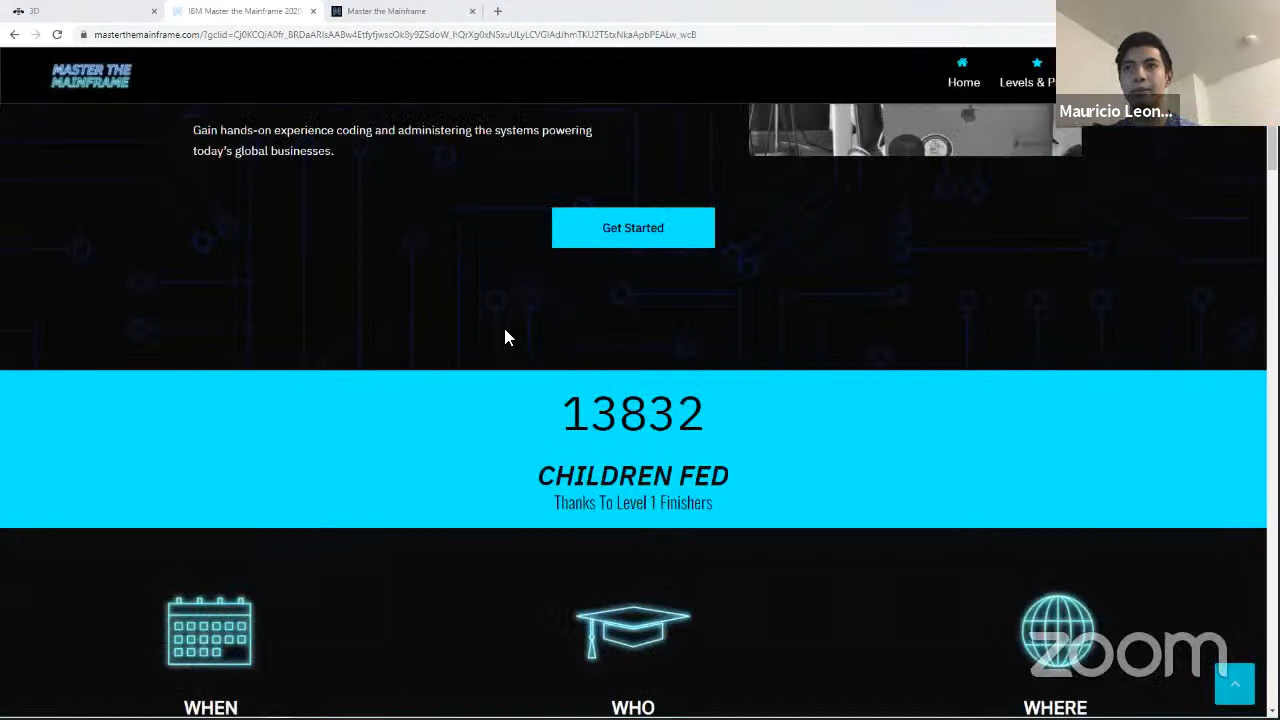 3D
IBM Master the Mainframe 2020
Master the Mainframe
MASTER THE
MAINFRAME
Home
Levels & P
Mauricio Leon...
Gain hands-on experience coding and administering the systems powering
today's global businesses.
Get Started
13832
CHILDREN FED
Thanks To Level 1 Finishers
WHEN
WHO
WHERE
zoom